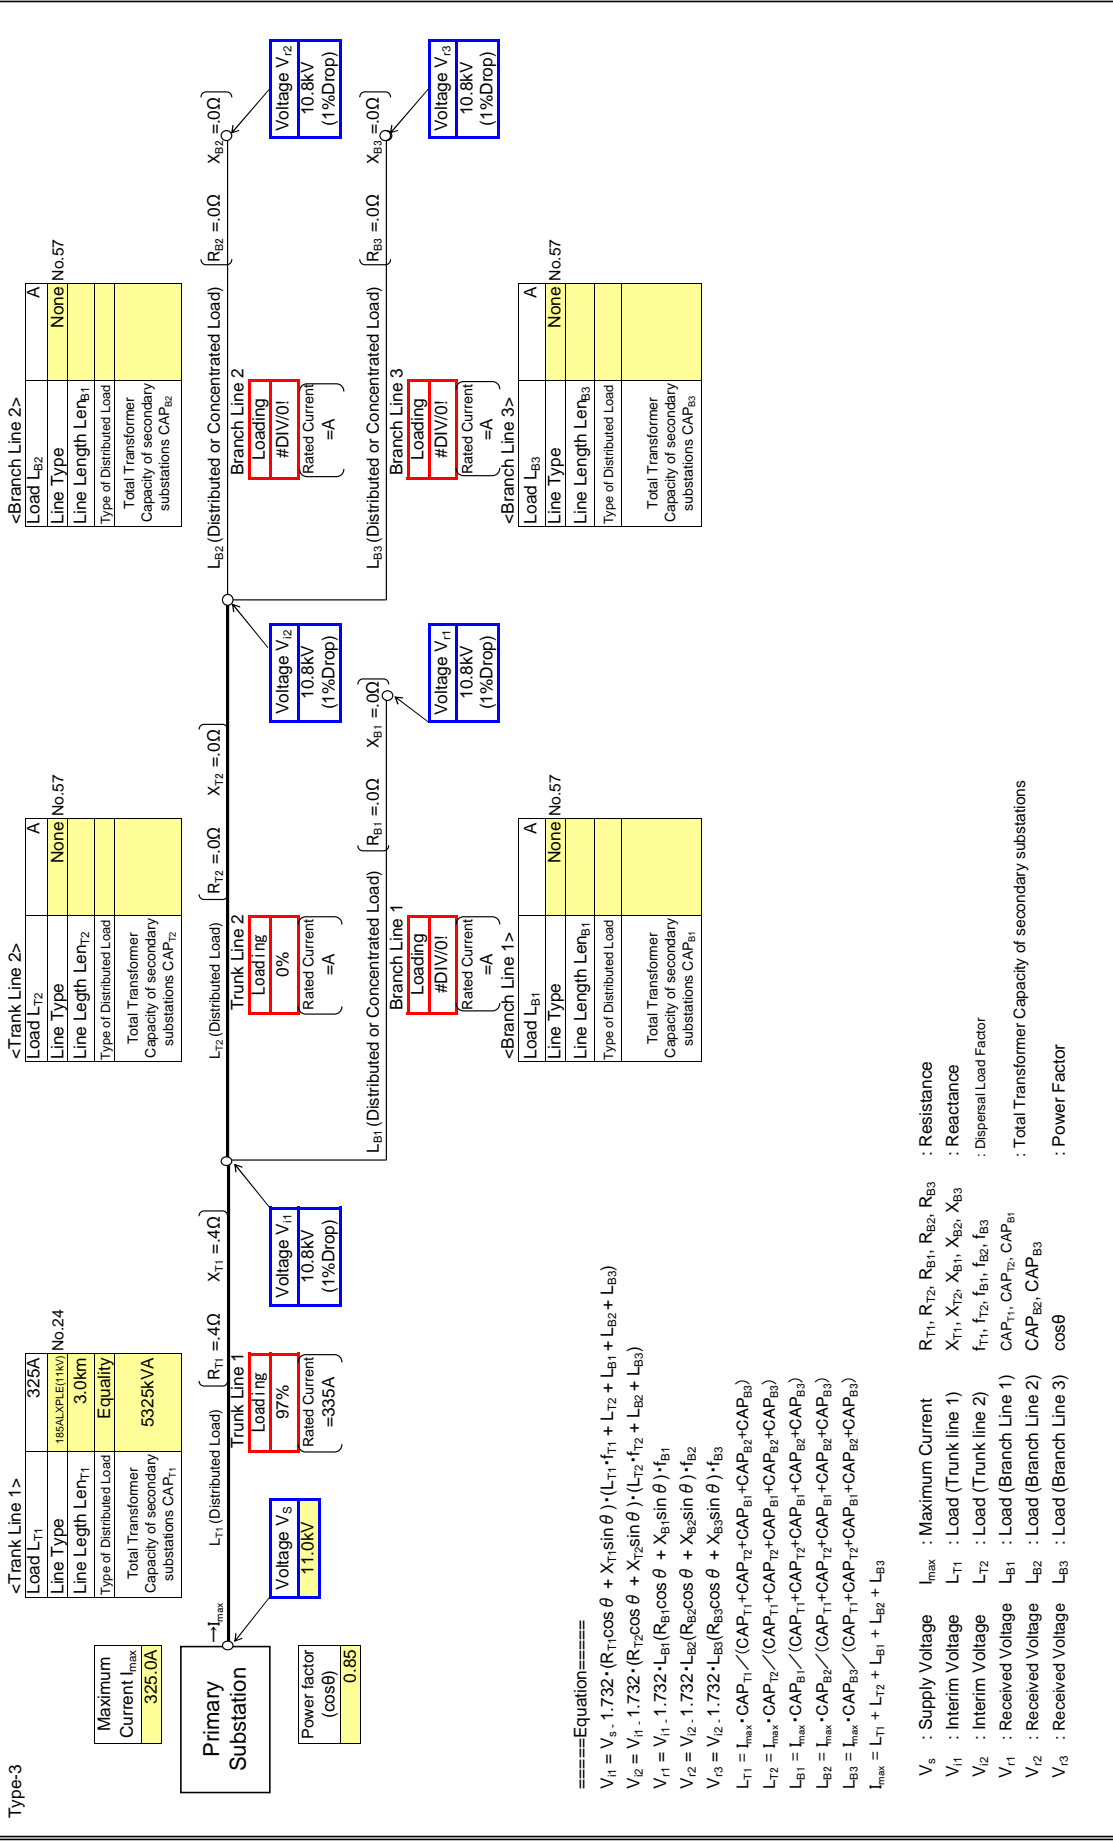 Type-3
Maximum
Current Imax
325.0A
Primary
Substation
Power factor
(cosθ)
0.85
→Imax
Voltage VS
11.0kV
<Trank Line 1>
Load LT1 325A
Line Type 185ALXPLE(11kV) No.24
Line Length LenT1 3.0km
Type of Distributed Load Equality
Total Transformer
Capacity of secondary
substations CAPT1
5325kVA
LT1 (Distributed Load) RT1 =.4Ω XT1 =.4Ω
Trunk Line 1
Loading
97%
Rated Current
=335A
Voltage Vi1
10.8kV
(1%Drop)
<Trank Line 2>
Load LT2 A
Line Type None No.57
Line Legth LenT2
Type of Distributed Load
Total Transformer
Capacity of secondary
substations CAPT2
LT2 (Distributed Load) RT2 =.0Ω XT2 =.0Ω
Trunk Line 2
Loading
0%
Rated Current
=A
Voltage Vi2
10.8kV
(1%Drop)
LB1 (Distributed or Concentrated Load) RB1 =.0Ω XB1 =.0Ω
Branch Line 1
Loading
#DIV/0!
Rated Current
=A
Voltage Vr1
10.8kV
(1%Drop)
<Branch Line 1>
Load LB1 A
Line Type None No.57
Line Length LenB1
Type of Distributed Load
Total Transformer
Capacity of secondary
substations CAPB1
<Branch Line 2>
Load LB2 A
Line Type None No.57
Line Length LenB1
Type of Distributed Load
Total Transformer
Capacity of secondary
substations CAPB2
LB2 (Distributed or Concentrated Load) RB2 =.0Ω XB2 =.0Ω
Branch Line 2
Loading
#DIV/0!
Rated Current
=A
Voltage Vr2
10.8kV
(1%Drop)
LB3 (Distributed or Concentrated Load) RB3 =.0Ω XB3 =.0Ω
Branch Line 3
Loading
#DIV/0!
Rated Current
=A
Voltage Vr3
10.8kV
(1%Drop)
<Branch Line 3>
Load LB3 A
Line Type None No.57
Line Length LenB3
Type of Distributed Load
Total Transformer
Capacity of secondary
substations CAPB3
=====Equation=====
Vi1 = VS - 1.732・(RT1cosθ + XT1sinθ)・(LT1・fT1 + LT2 + LB1 + LB2 + LB3)
Vi2 = Vi1 - 1.732・(RT2cosθ + XT2sinθ)・(LT2・fT2 + LB2 + LB3)
Vr1 = Vi1 - 1.732・LB1(RB1cosθ + XB1sinθ)・fB1
Vr2 = Vi2 - 1.732・LB2(RB2cosθ + XB2sinθ)・fB2
Vr3 = Vi2 - 1.732・LB3(RB3cosθ + XB3sinθ)・fB3
LT1 = Imax・CAPT1／(CAPT1+CAPT2+CAPB1+CAPB2+CAPB3)
LT2 = Imax・CAPT2／(CAPT1+CAPT2+CAPB1+CAPB2+CAPB3)
LB1 = Imax・CAPB1／(CAPT1+CAPT2+CAPB1+CAPB2+CAPB3)
LB2 = Imax・CAPB2／(CAPT1+CAPT2+CAPB1+CAPB2+CAPB3)
LB3 = Imax・CAPB3／(CAPT1+CAPT2+CAPB1+CAPB2+CAPB3)
Imax = LT1 + LT2 + LB1 + LB2 + LB3
Vs : Supply Voltage Imax : Maximum Current RT1, RT2, RB1, RB2, RB3 : Resistance
Vi1 : Interim Voltage LT1 : Load (Trunk line 1) XT1, XT2, XB1, XB2, XB3 : Reactance
Vi2 : Interim Voltage LT2 : Load (Trunk line 2) fT1, fT2, fB1, fB2, fB3 : Dispersal Load Factor
Vr1 : Received Voltage LB1 : Load (Branch Line 1) CAPT1, CAPT2, CAPB1 : Total Transformer Capacity of secondary substations
Vr2 : Received Voltage LB2 : Load (Branch Line 2) CAPB2, CAPB3
Vr3 : Received Voltage LB3 : Load (Branch Line 3) cosθ : Power Factor